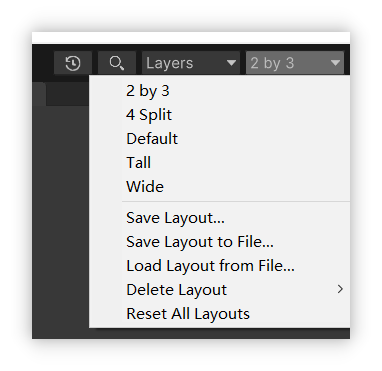 Layers 2 by 3
2 by 3
4 Split
Default
Tall
Wide
Save Layout...
Save Layout to File...
Load Layout from File...
Delete Layout
Reset All Layouts